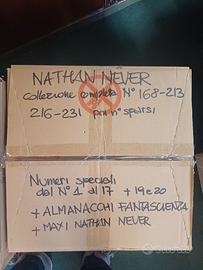 NATHAN NEVER
collezione completa N° 168-213
216-231 poi n° sparsi
Numeri speciali
dal N° 1 al 17 + 19 e 20
+ ALMANACCHI FANTASCIENZA
+ MAXI NATHAN NEVER
subito